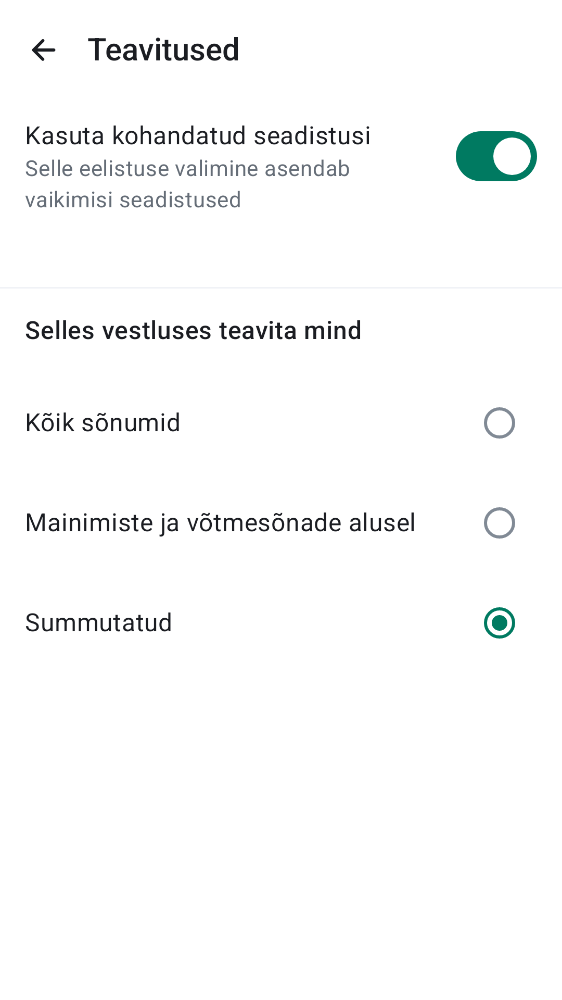 Teavitused
Kasuta kohandatud seadistusi
Selle eelistuse valimine asendab
vaikimisi seadistused
Selles vestluses teavita mind
Kõik sõnumid
Mainimiste ja võtmesõnade alusel
Summutatud